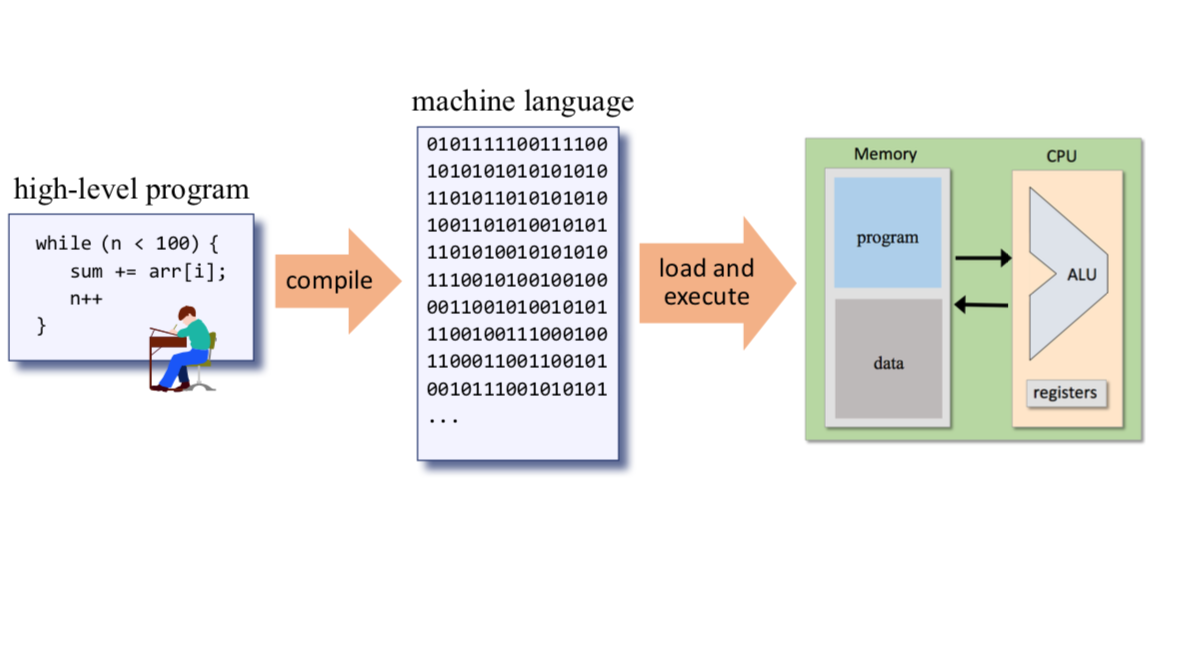 high-level program
while (n < 100) {
sum += arr[i];
n++
}
compile
machine language
0101111100111100
1010101010101010
1101011010101010
1001101010010101
1101010010101010
1110010100100100
0011001010010101
1100100111000100
1100011001100101
0010111001010101
...
load and
execute
Memory
program
data
CPU
ALU
registers